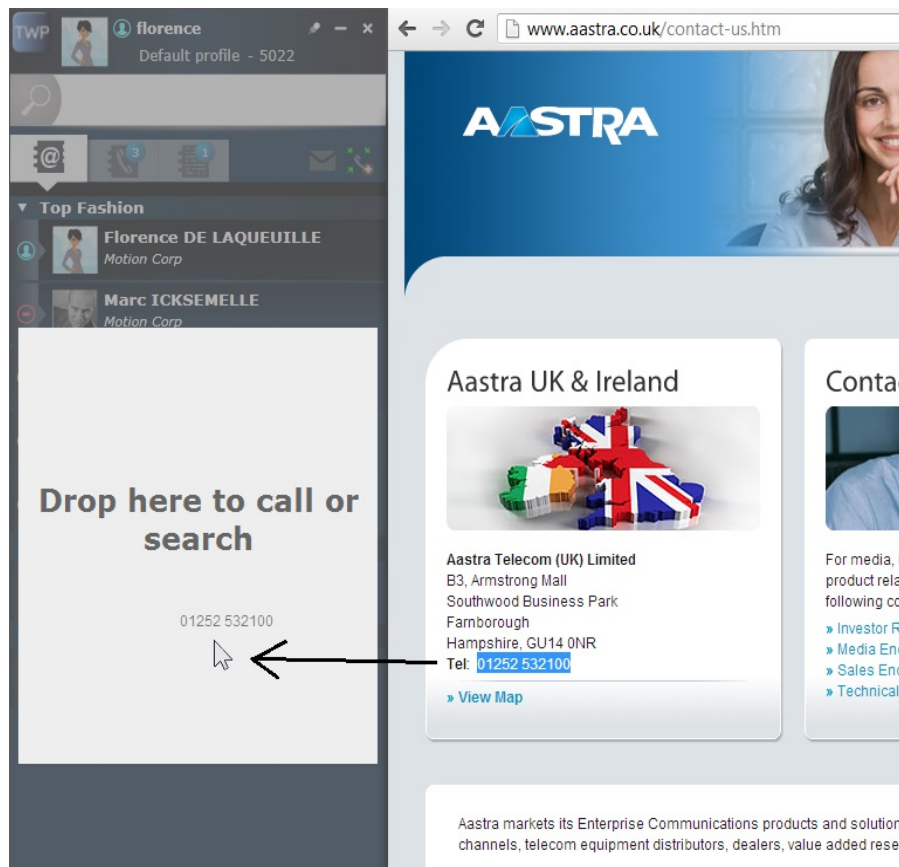 TWP
florence
Default profile - 5022
3
1
Top Fashion
Florence DE LAQUEUILLE
Motion Corp
Marc ICKSEMELLE
Motion Corp
Drop here to call or
search
01252 532100
www.aastra.co.uk/contact-us.htm
AASTRA
Aastra UK & Ireland
Aastra Telecom (UK) Limited
B3, Armstrong Mall
Southwood Business Park
Farnborough
Hampshire, GU14 0NR
Tel: 01252 532100
» View Map
Conta
For media,
product rela
following co
» Investor R
» Media En
» Sales End
» Technical
Aastra markets its Enterprise Communications products and solution
channels, telecom equipment distributors, dealers, value added rese